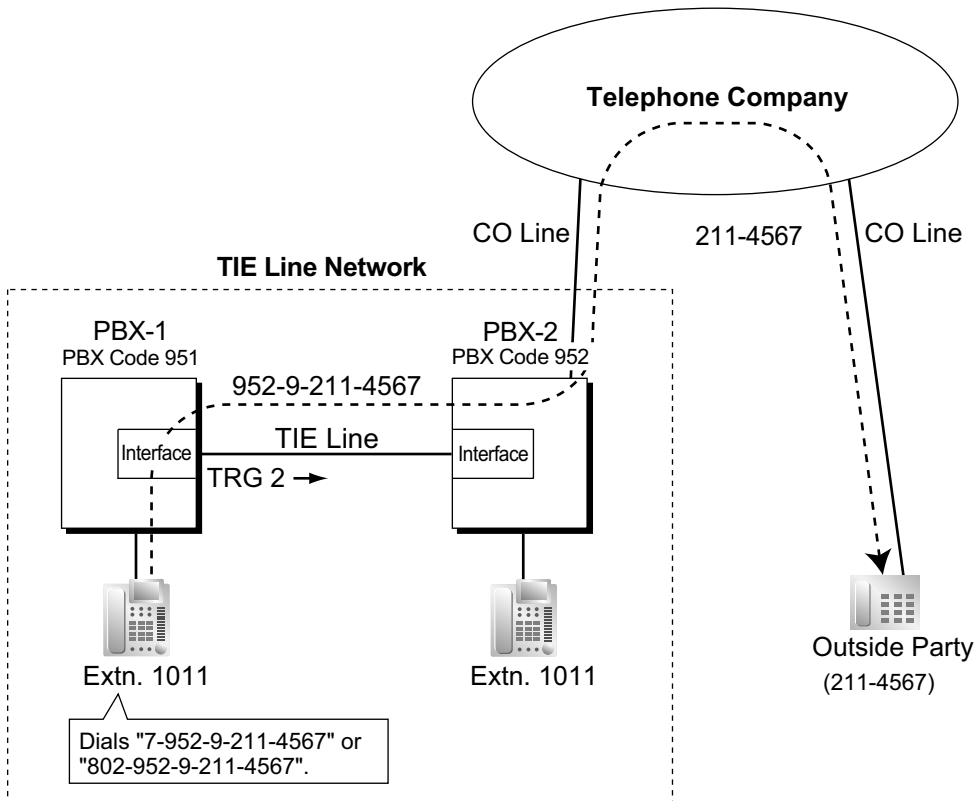 Telephone Company
CO Line
211-4567
CO Line
TIE Line Network
PBX-1
PBX Code 951
PBX-2
PBX Code 952
952-9-211-4567
Interface
TIE Line
Interface
TRG 2
Extn. 1011
Extn. 1011
Outside Party
(211-4567)
Dials "7-952-9-211-4567" or
"802-952-9-211-4567".